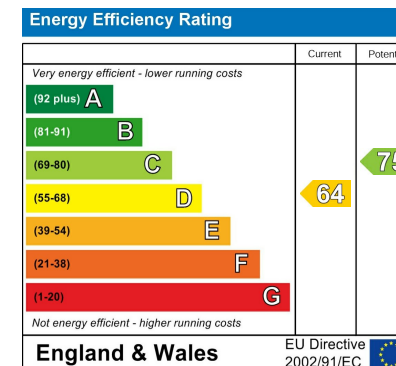 Energy Efficiency Rating
Current
Very energy efficient - lower running costs
(92 plus) A
(81-91) B
(69-80) C
75
(55-68) D
64
(39-54) E
(21-38) F
(1-20) G
Not energy efficient - higher running costs
England & Wales
EU Directive
2002/91/EC